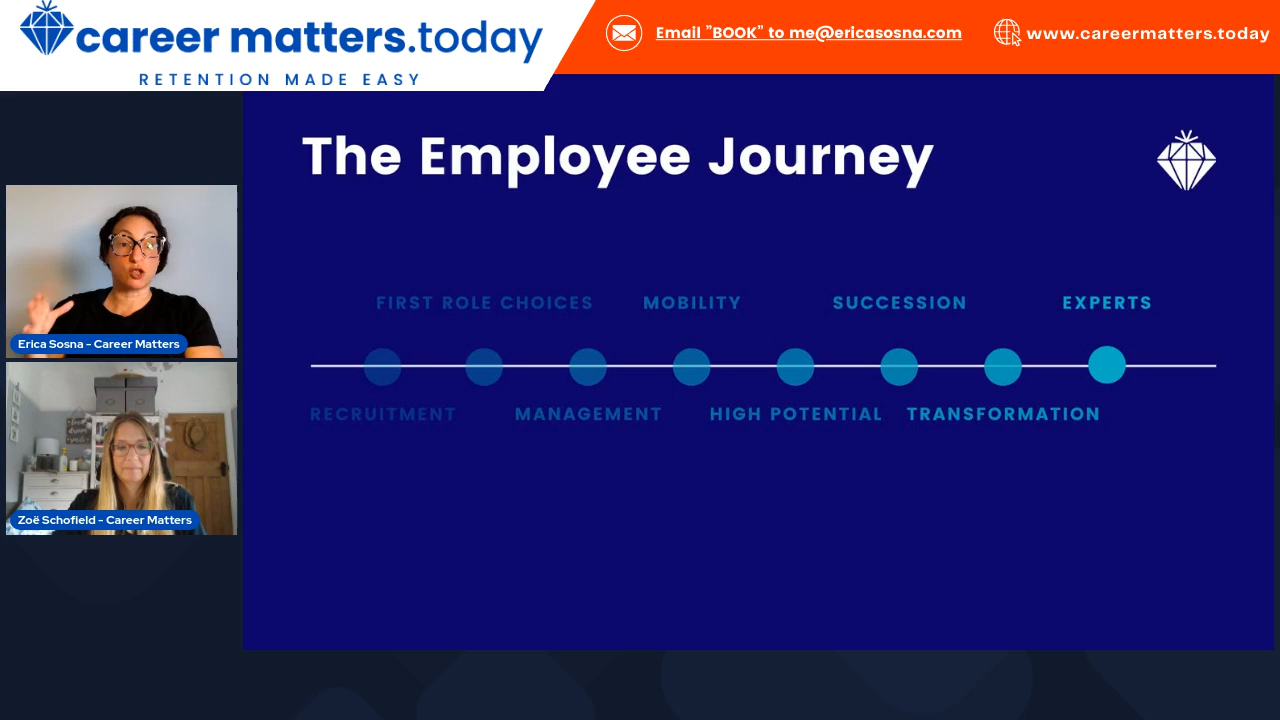 career matters.today
RETENTION MADE EASY
Email "BOOK" to me@ericasosna.com
www.careermatters.today
The Employee Journey
FIRST ROLE CHOICES
MOBILITY
SUCCESSION
EXPERTS
RECRUITMENT
MANAGEMENT
HIGH POTENTIAL
TRANSFORMATION
Erica Sosna - Career Matters
Zoë Schofield - Career Matters